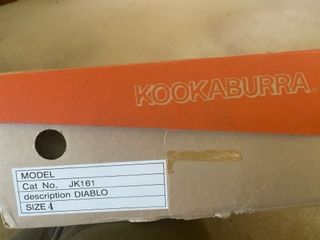 KOOKABURRA
MODEL
Cat No. JK161
description DIABLO
SIZE 4